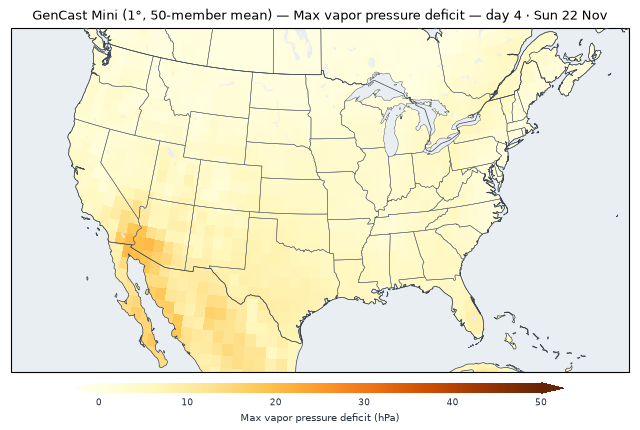 GenCast Mini (1°, 50-member mean) — Max vapor pressure deficit — day 4 · Sun 22 Nov
0 10 20 30 40 50
Max vapor pressure deficit (hPa)